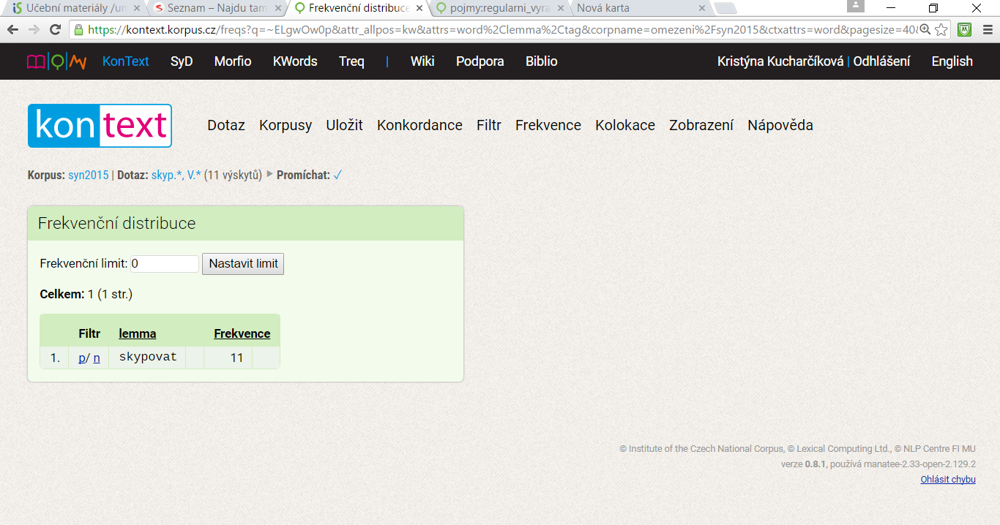 Učební materiály /um
Seznam – Najdu tam
Frekvenční distribuce
pojmy:regularni_vyra
Nová karta
https://kontext.korpus.cz/freqs?q=~ELgwOw0p&attr_allpos=kw&attrs=word%2Clemma%2Ctag&corpname=omezeni%2Fsyn2015&ctxattrs=word&pagesize=40&
KonText SyD Morfio KWords Treq | Wiki Podpora Biblio Kristýna Kucharčíková | Odhlášení English
kontext
Dotaz Korpusy Uložit Konkordance Filtr Frekvence Kolokace Zobrazení Nápověda
Korpus: syn2015 | Dotaz: skyp.*, V.* (11 výskytů) Promíchat: ✓
Frekvenční distribuce
Frekvenční limit: 0 Nastavit limit
Celkem: 1 (1 str.)
Filtr lemma Frekvence
1. p/ n skypovat 11
© Institute of the Czech National Corpus, © Lexical Computing Ltd., © NLP Centre FI MU
verze 0.8.1, používá manatee-2.33-open-2.129.2
Ohlásit chybu